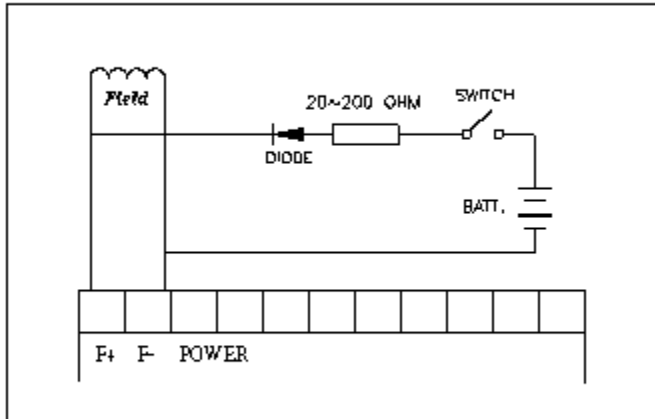 Field
20~200 OHM
SWITCH
DIODE
BATT.
F+ F- POWER